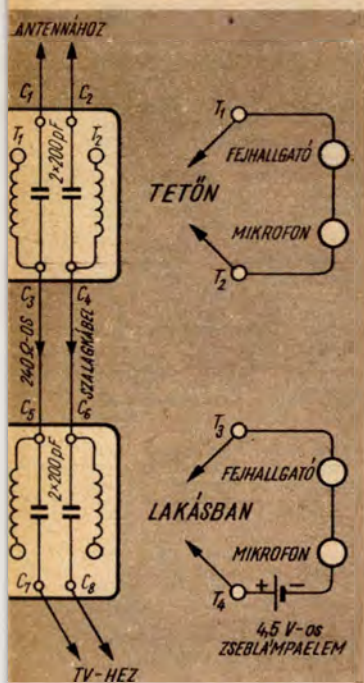 ANTENNÁHOZ
C1 C2
T1 T2
2×200pF
C3 C4
240Ω-OS
SZALAGKÁBEL
C5 C6
2×200pF
C7 C8
TV-HEZ
T1
FEJHALLGATÓ
TETŐN
MIKROFON
T2
T3
FEJHALLGATÓ
LAKÁSBAN
MIKROFON
T4
+ −
4,5 V-os
ZSEBLÁMPAELEM